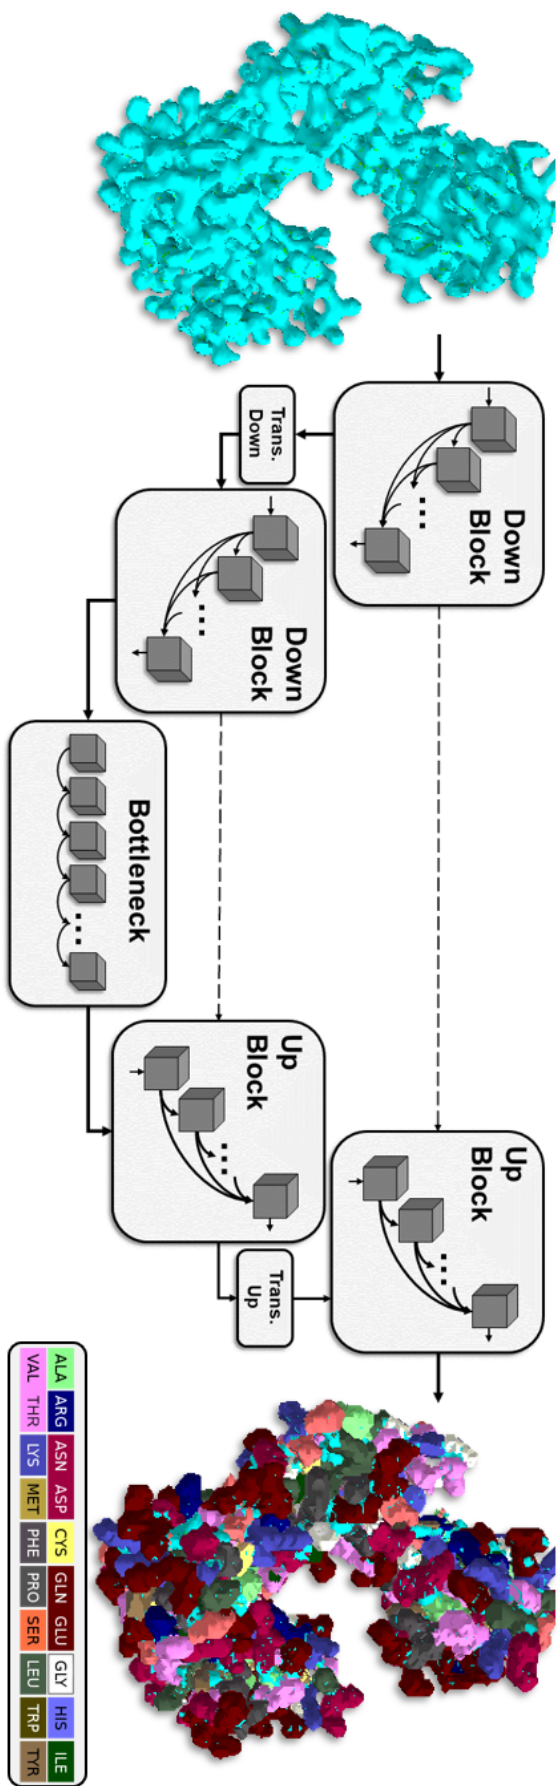 Down
Block
Trans.
Down
Down
Block
Bottleneck
Up
Block
Trans.
Up
Up
Block
ALA ARG ASN ASP CYS GLN GLU GLY HIS ILE
VAL THR LYS MET PHE PRO SER LEU TRP TYR